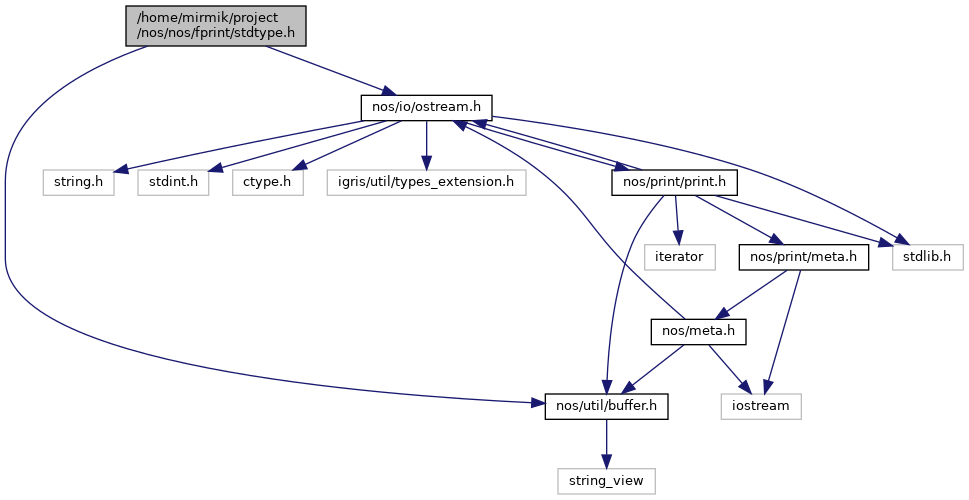 /home/mirmik/project
/nos/nos/fprint/stdtype.h
nos/io/ostream.h
string.h
stdint.h
ctype.h
igris/util/types_extension.h
nos/print/print.h
iterator
nos/print/meta.h
stdlib.h
nos/meta.h
nos/util/buffer.h
iostream
string_view